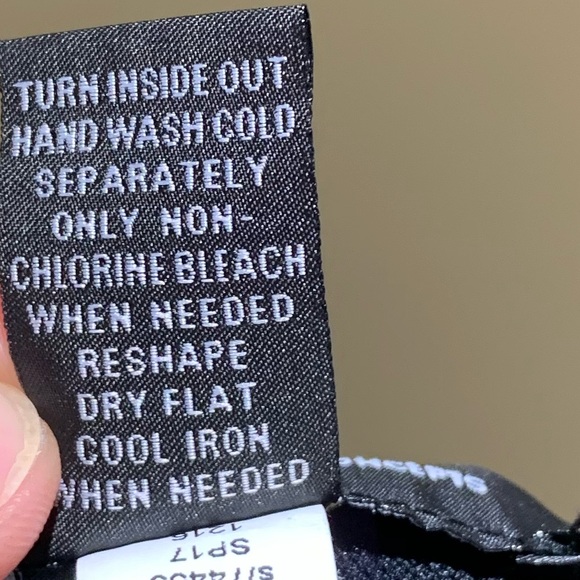 TURN INSIDE OUT
HAND WASH COLD
SEPARATELY
ONLY NON-
CHLORINE BLEACH
WHEN NEEDED
RESHAPE
DRY FLAT
COOL IRON
WHEN NEEDED
SP17